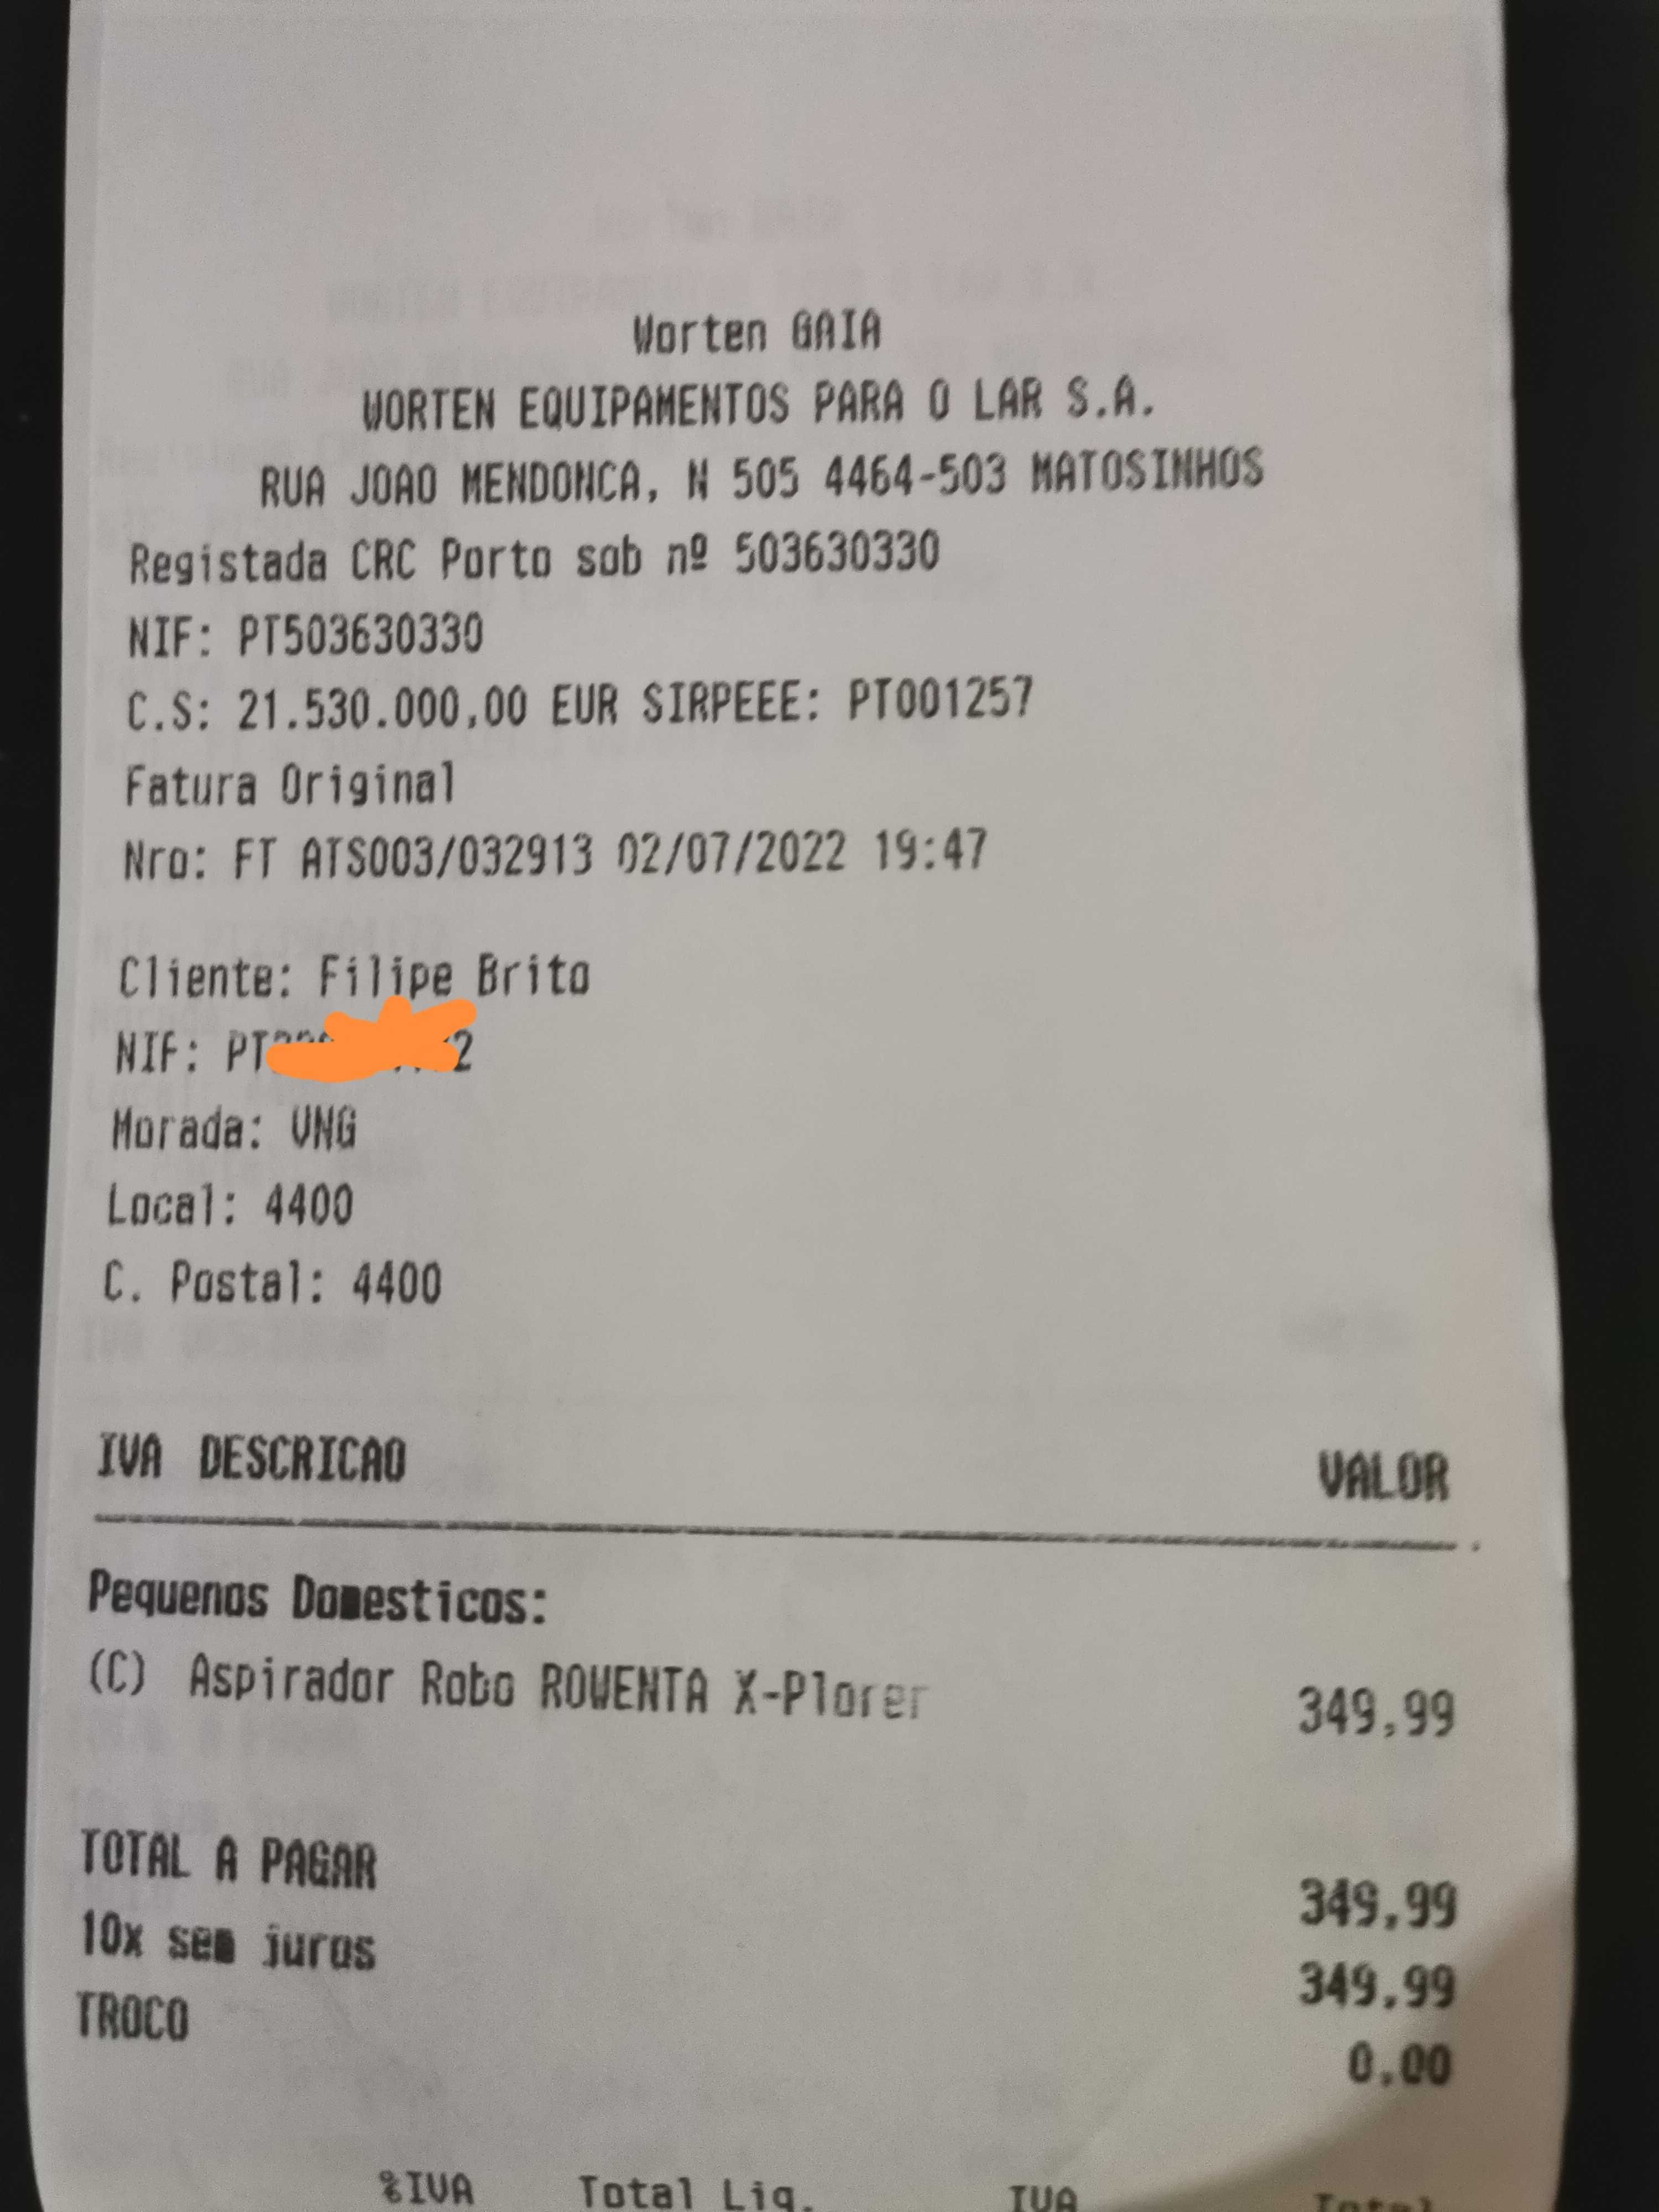 Worten GAIA
WORTEN EQUIPAMENTOS PARA O LAR S.A.
RUA JOAO MENDONCA, N 505 4464-503 MATOSINHOS
Registada CRC Porto sob nº 503630330
NIF: PT503630330
C.S: 21.530.000,00 EUR SIRPEEE: PT001257
Fatura Original
Nro: FT ATS003/032913 02/07/2022 19:47
Cliente: Filipe Brito
NIF: PT
Morada: VNG
Local: 4400
C. Postal: 4400
IVA DESCRICAO VALOR
Pequenos Domesticos:
(C) Aspirador Robo ROWENTA X-Plorer 349,99
TOTAL A PAGAR 349,99
10x sem juros 349,99
TROCO 0,00
%IVA Total Liq. IVA Total